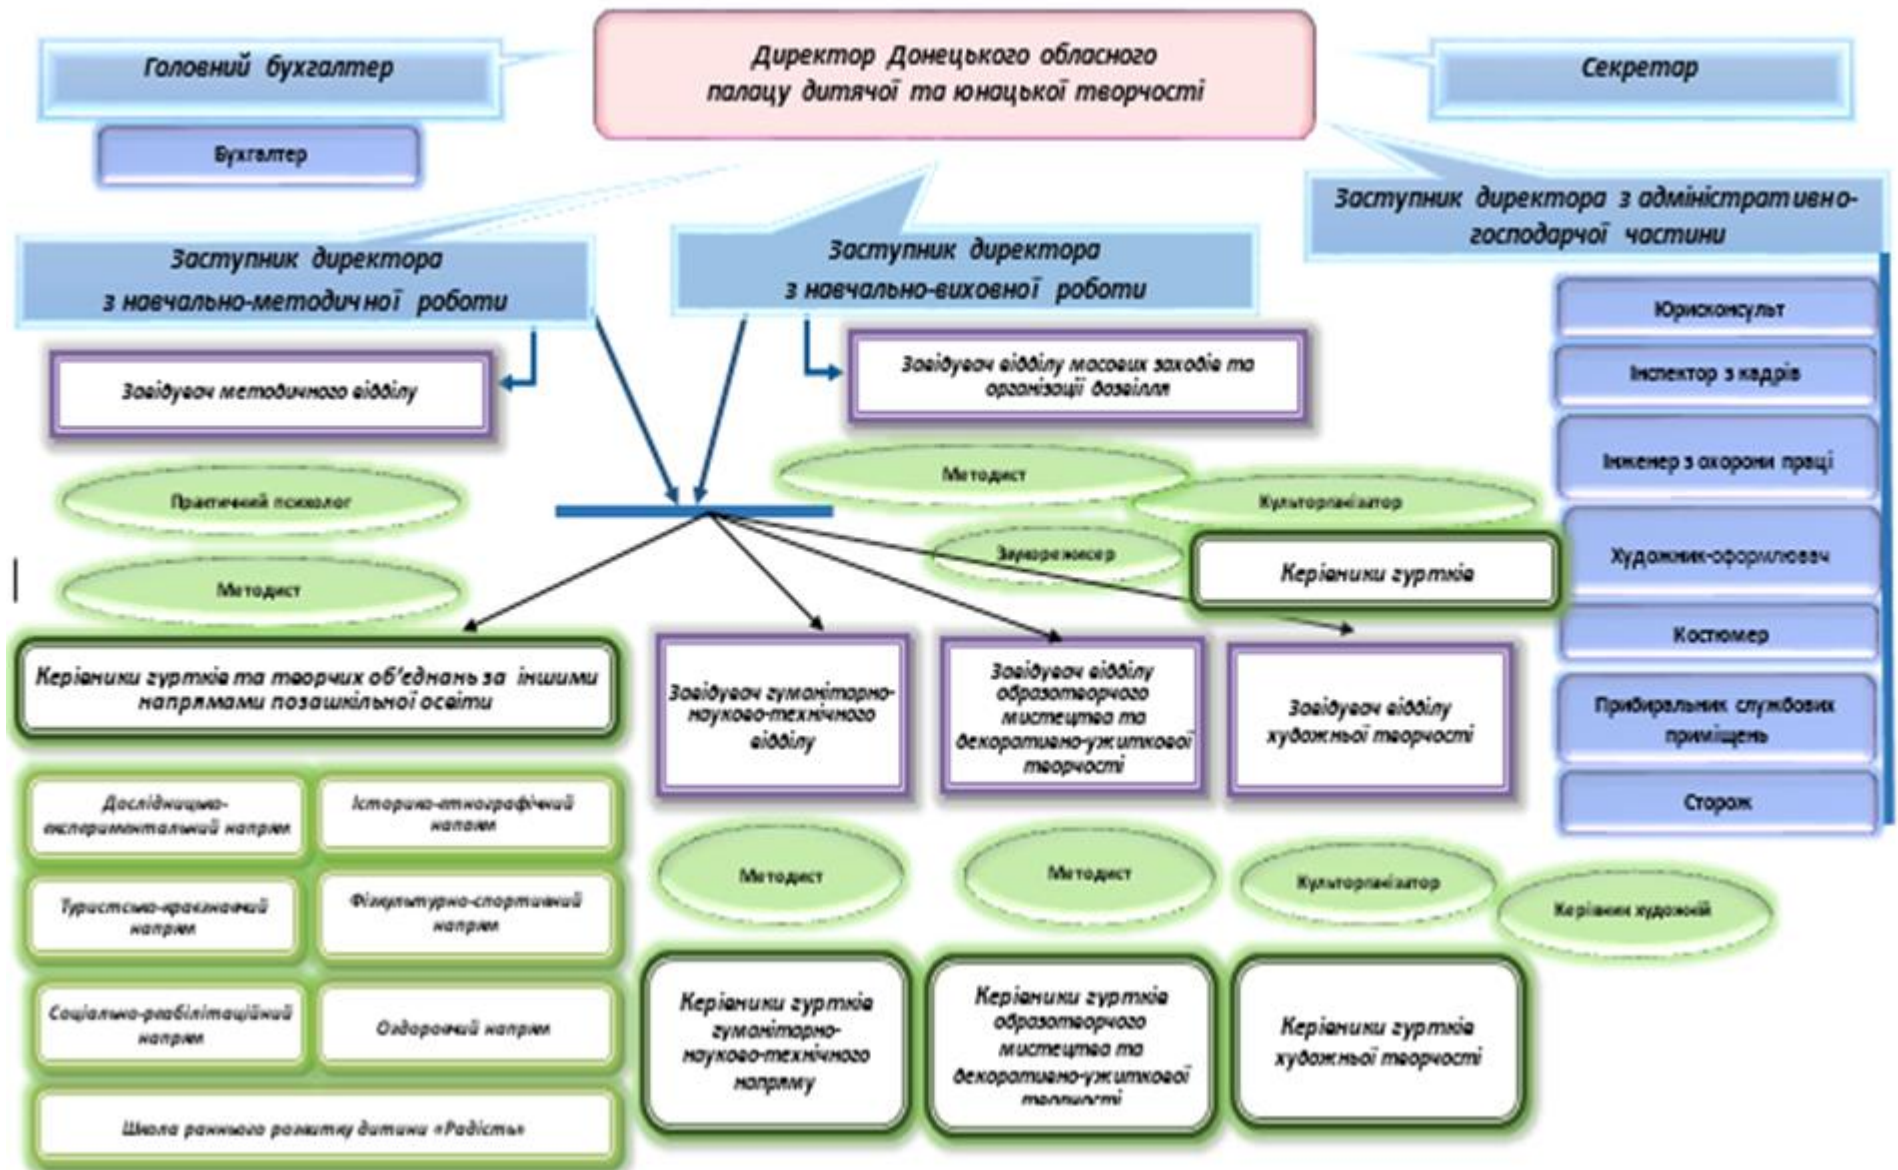 Головний бухгалтер
Директор Донецького обласного
палацу дитячої та юнацької творчості
Секретар
Бухгалтер
Заступник директора з адміністративно-
господарчої частини
Заступник директора
з навчально-методичної роботи
Заступник директора
з навчально-виховної роботи
Юрисконсульт
Завідувач методичного відділу
Завідувач відділу масових заходів та
організації дозвілля
Інспектор з кадрів
Інженер з охорони праці
Практичний психолог
Методист
Культорганізатор
Звукорежисер
Керівники гуртків
Художник-оформлювач
Методист
Костюмер
Керівники гуртків та творчих об'єднань за іншими
напрямами позашкільної освіти
Завідувач гуманітарно-
науково-технічного
відділу
Завідувач відділу
образотворчого
мистецтва та
декоративно-ужиткової
творчості
Завідувач відділу
художньої творчості
Прибиральник службових
приміщень
Сторож
Дослідницько-
експериментальний напрям
Історико-етнографічний
напрям
Туристсько-краєзнавчий
напрям
Фізкультурно-спортивний
напрям
Соціально-реабілітаційний
напрям
Оздоровчий напрям
Школа раннього розвитку дитини «Радість»
Методист
Методист
Культорганізатор
Керівник художній
Керівники гуртків
гуманітарно-
науково-технічного
напряму
Керівники гуртків
образотворчого
мистецтва та
декоративно-ужиткової
творчості
Керівники гуртків
художньої творчості